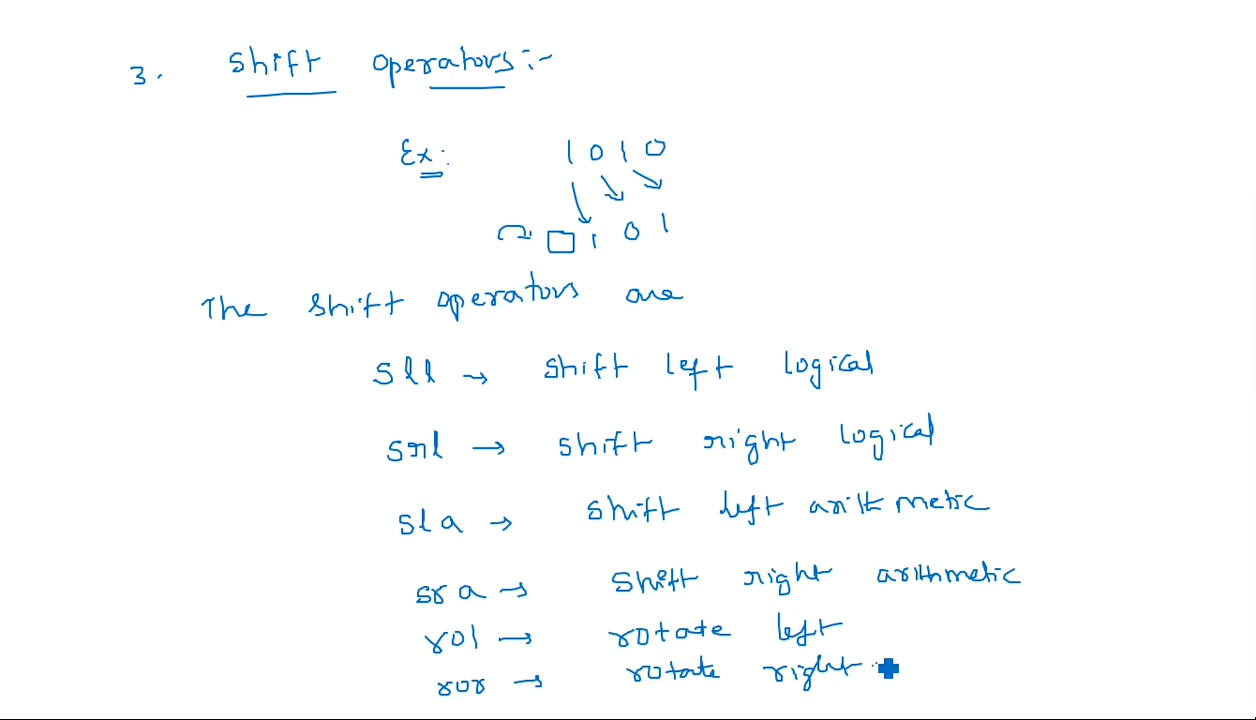 3. Shift operators:-
Ex: 1 0 1 0
1 0 1
The shift operators are
sll → shift left logical
srl → shift right logical
sla → shift left arithmetic
sra → shift right arithmetic
rol → rotate left
ror → rotate right